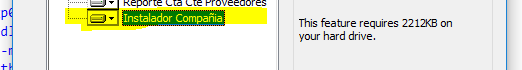 Reporte Cta Cte Proveedores
Instalador Compañia
This feature requires 2212KB on
your hard drive.